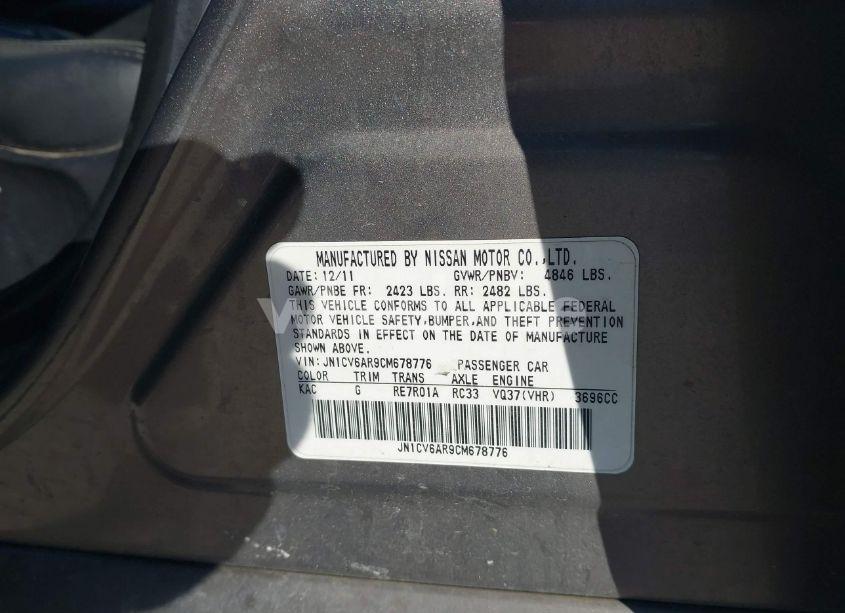 MANUFACTURED BY NISSAN MOTOR CO.,LTD.
DATE: 12/11 GVWR/PNBV: 4846 LBS.
GAWR/PNBE FR: 2423 LBS. RR: 2482 LBS.
THIS VEHICLE CONFORMS TO ALL APPLICABLE FEDERAL
MOTOR VEHICLE SAFETY,BUMPER,AND THEFT PREVENTION
STANDARDS IN EFFECT ON THE DATE OF MANUFACTURE
SHOWN ABOVE.
VIN: JN1CV6AR9CM678776 PASSENGER CAR
COLOR TRIM TRANS AXLE ENGINE
KAC G RE7R01A RC33 VQ37(VHR) 3696CC
JN1CV6AR9CM678776